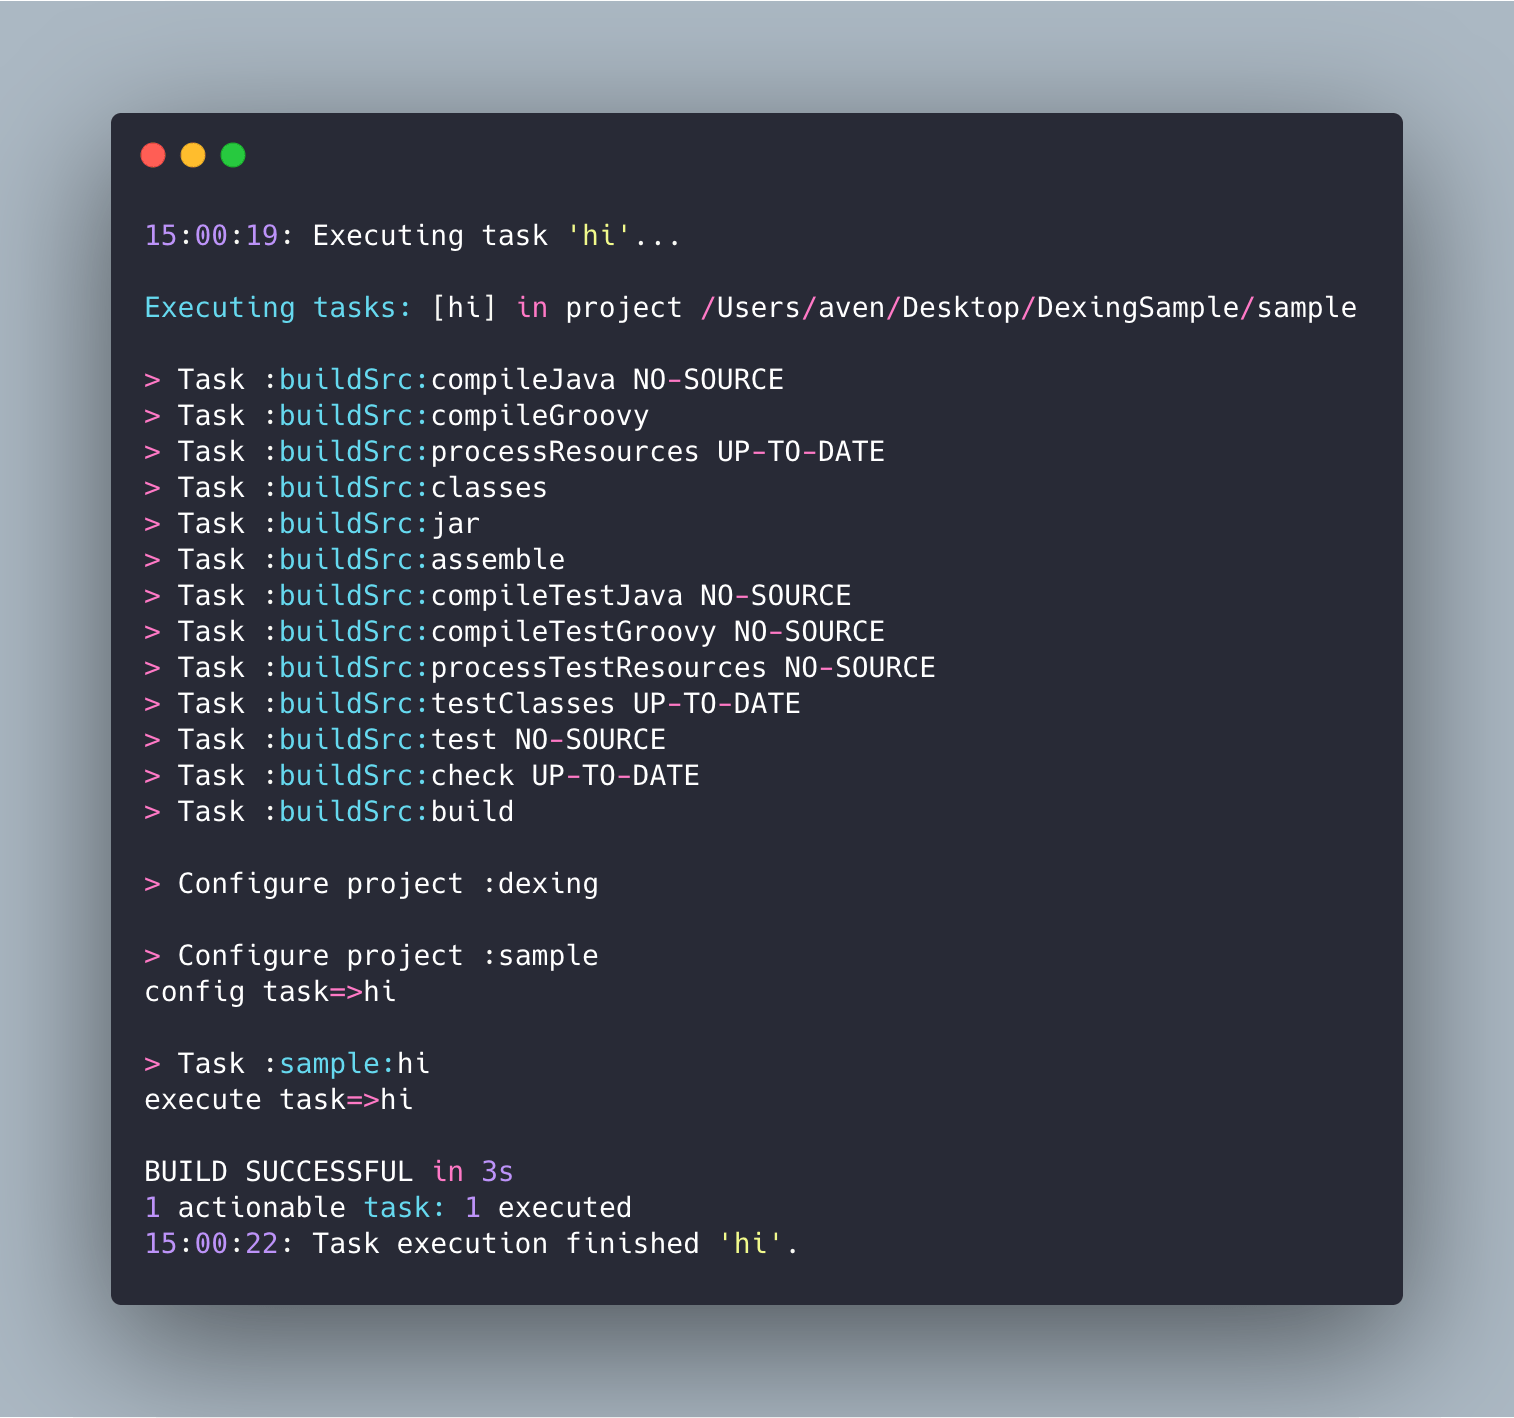 15:00:19: Executing task 'hi'...
Executing tasks: [hi] in project /Users/aven/Desktop/DexingSample/sample
> Task :buildSrc:compileJava NO-SOURCE
> Task :buildSrc:compileGroovy
> Task :buildSrc:processResources UP-TO-DATE
> Task :buildSrc:classes
> Task :buildSrc:jar
> Task :buildSrc:assemble
> Task :buildSrc:compileTestJava NO-SOURCE
> Task :buildSrc:compileTestGroovy NO-SOURCE
> Task :buildSrc:processTestResources NO-SOURCE
> Task :buildSrc:testClasses UP-TO-DATE
> Task :buildSrc:test NO-SOURCE
> Task :buildSrc:check UP-TO-DATE
> Task :buildSrc:build
> Configure project :dexing
> Configure project :sample
config task=>hi
> Task :sample:hi
execute task=>hi
BUILD SUCCESSFUL in 3s
1 actionable task: 1 executed
15:00:22: Task execution finished 'hi'.